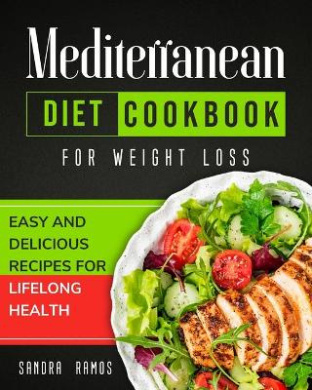 Mediterranean
DIET COOKBOOK
FOR WEIGHT LOSS
EASY AND
DELICIOUS
RECIPES FOR
LIFELONG
HEALTH
SANDRA RAMOS